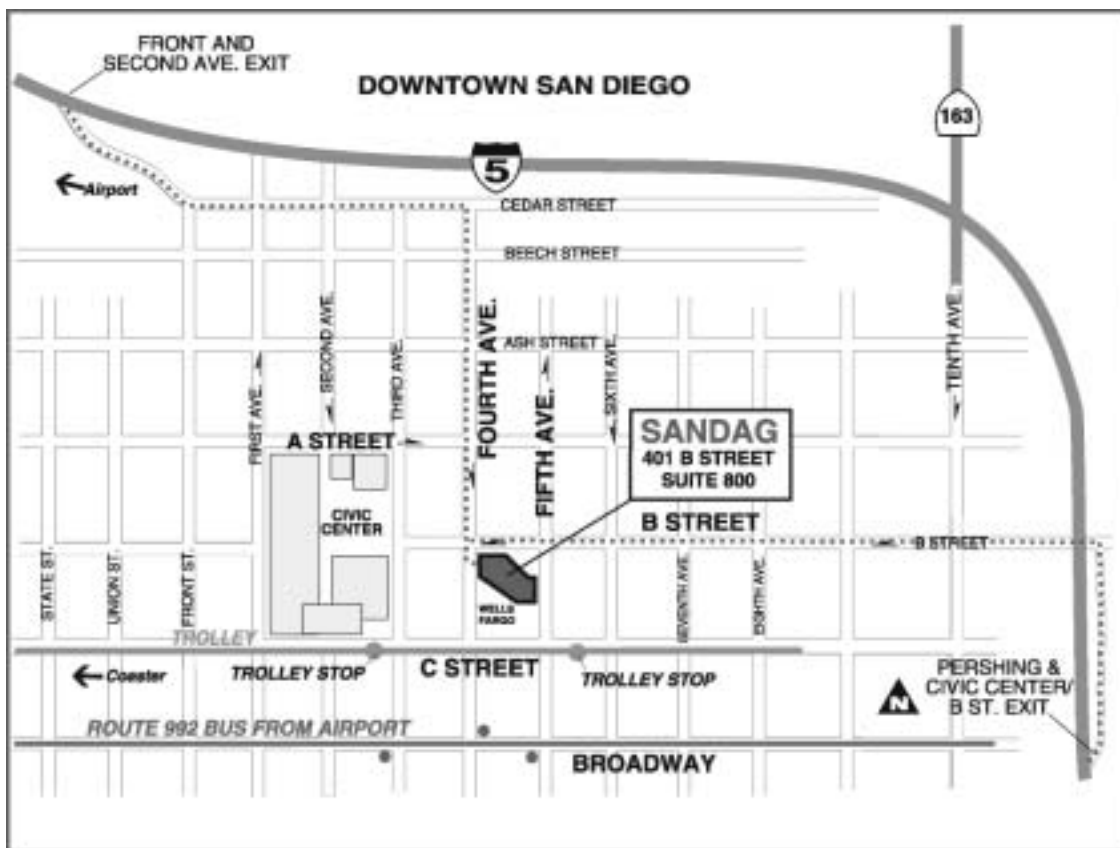 FRONT AND
SECOND AVE. EXIT
DOWNTOWN SAN DIEGO
163
5
Airport
CEDAR STREET
BEECH STREET
ASH STREET
FIRST AVE.
SECOND AVE.
THIRD AVE.
FOURTH AVE.
FIFTH AVE.
SIXTH AVE.
TENTH AVE.
A STREET
SANDAG
401 B STREET
SUITE 800
CIVIC
CENTER
B STREET
B STREET
STATE ST.
UNION ST.
FRONT ST.
WELLS
FARGO
SEVENTH AVE.
EIGHTH AVE.
TROLLEY
TROLLEY STOP
C STREET
TROLLEY STOP
Coaster
PERSHING &
CIVIC CENTER/
B ST. EXIT
N
ROUTE 992 BUS FROM AIRPORT
BROADWAY